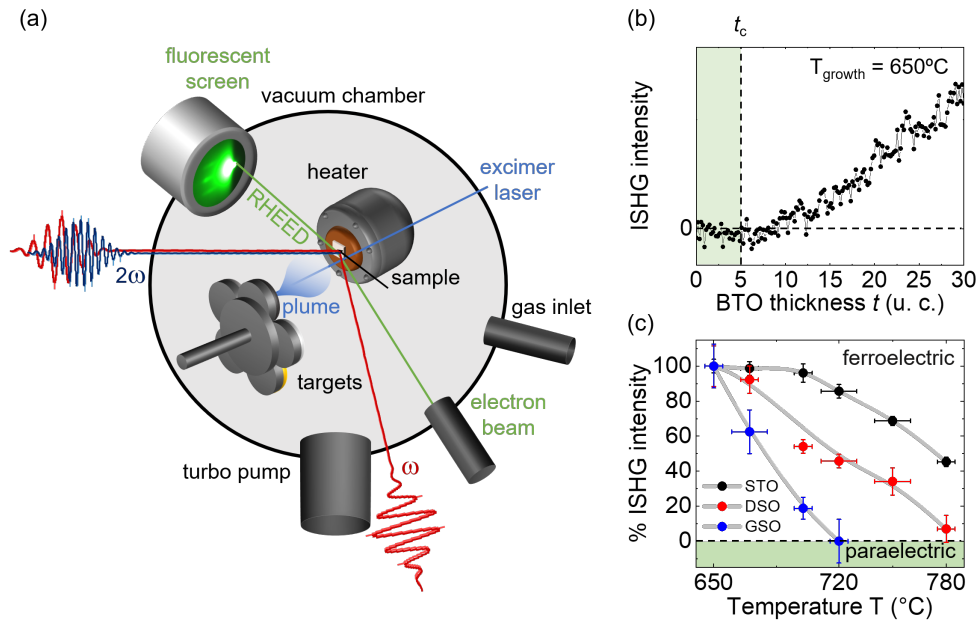 (a)
fluorescent
screen
vacuum chamber
heater
excimer
laser
RHEED
2ω
sample
plume
gas inlet
targets
electron
beam
turbo pump
ω
(b)
t_c
T_growth = 650ºC
ISHG intensity
0
0 5 10 15 20 25 30
BTO thickness t (u. c.)
(c)
ferroelectric
% ISHG intensity
100
80
60
40
20
0
STO
DSO
GSO
paraelectric
650 720 780
Temperature T (°C)